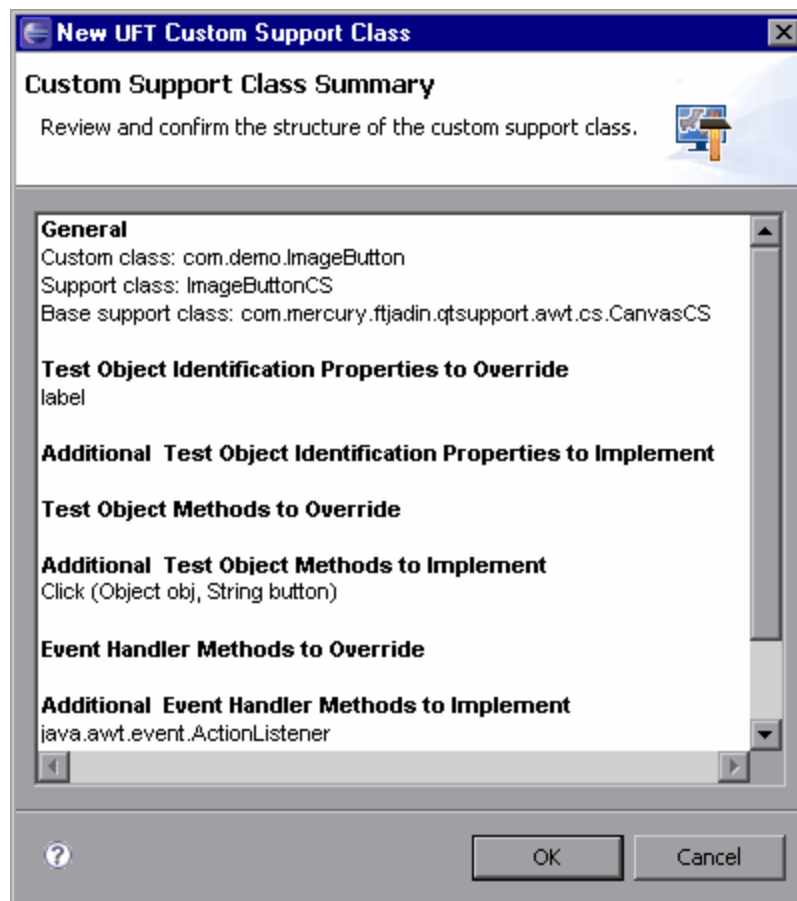 New UFT Custom Support Class
Custom Support Class Summary
Review and confirm the structure of the custom support class.
General
Custom class: com.demo.ImageButton
Support class: ImageButtonCS
Base support class: com.mercury.ftjadin.qtsupport.awt.cs.CanvasCS
Test Object Identification Properties to Override
label
Additional Test Object Identification Properties to Implement
Test Object Methods to Override
Additional Test Object Methods to Implement
Click (Object obj, String button)
Event Handler Methods to Override
Additional Event Handler Methods to Implement
java.awt.event.ActionListener
?
OK
Cancel